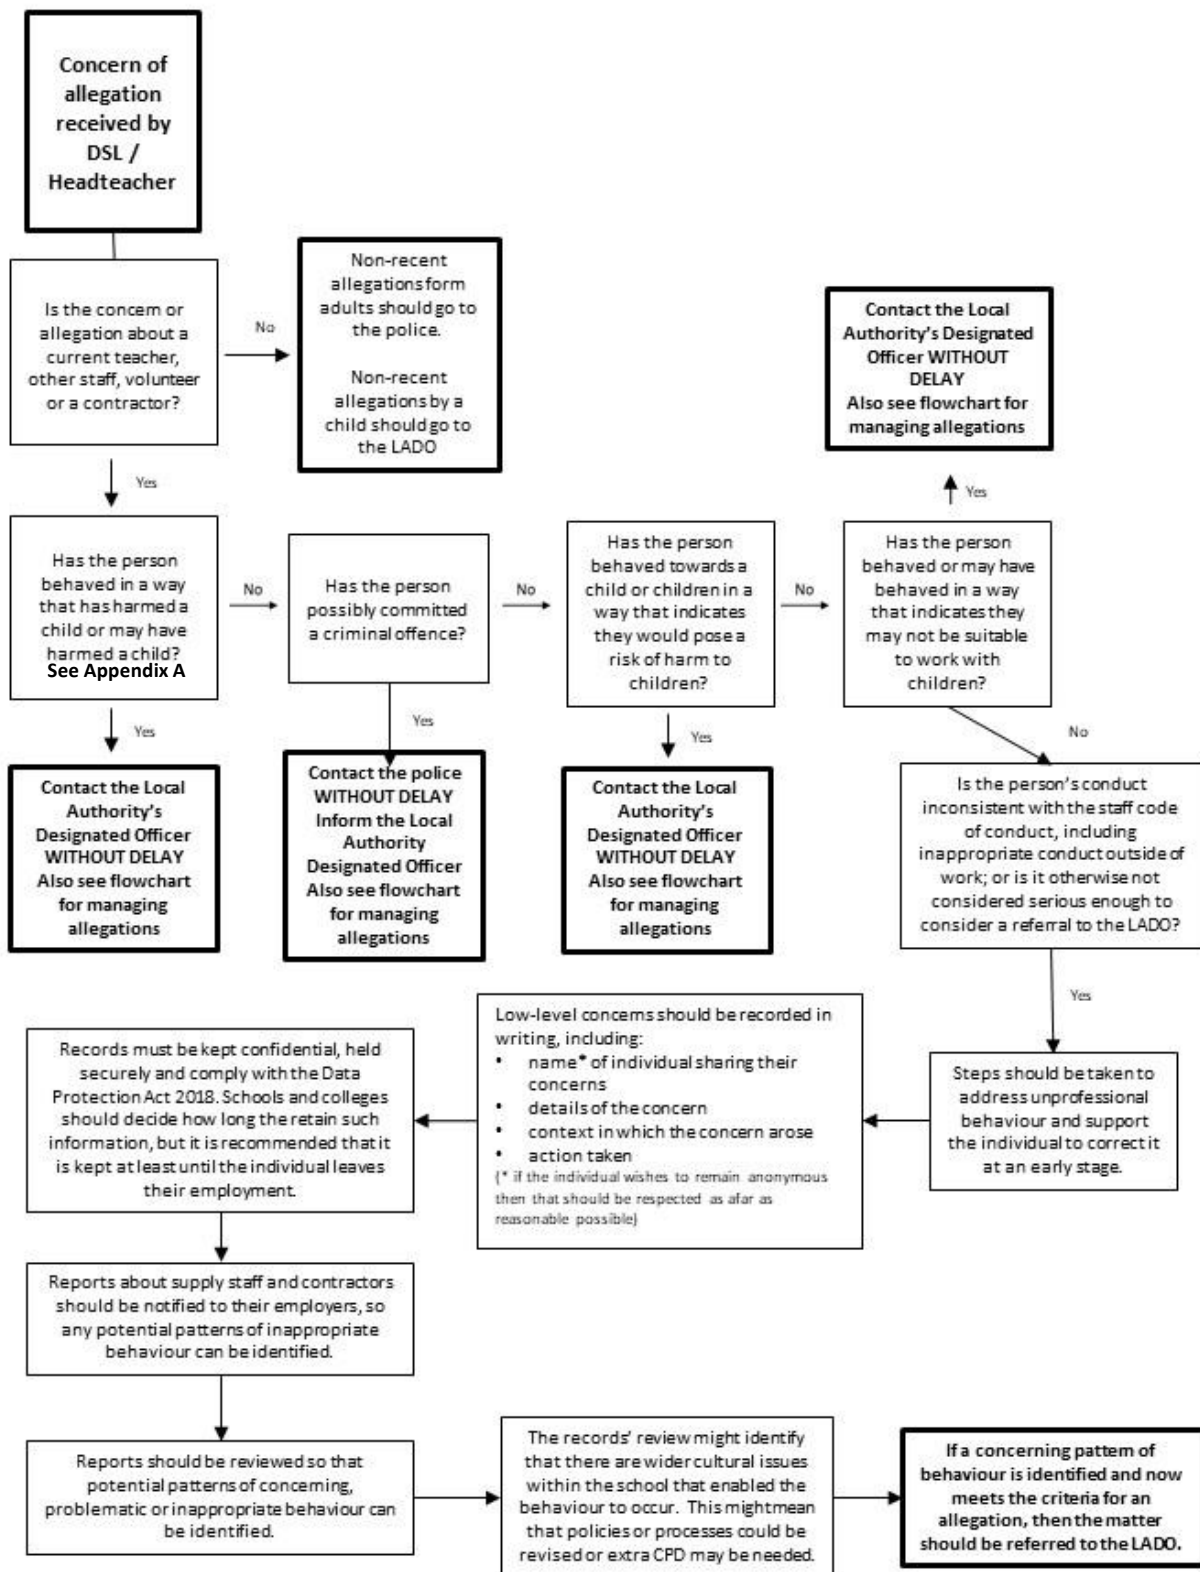 Concern of
allegation
received by
DSL /
Headteacher
Is the concern or
allegation about a
current teacher,
other staff, volunteer
or a contractor?
No
Non-recent
allegations form
adults should go to
the police.
Non-recent
allegations by a
child should go to
the LADO
Yes
Contact the Local
Authority's Designated
Officer WITHOUT
DELAY
Also see flowchart for
managing allegations
Yes
Has the person
behaved in a way
that has harmed a
child or may have
harmed a child?
See Appendix A
No
Has the person
possibly committed
a criminal offence?
No
Has the person
behaved towards a
child or children in a
way that indicates
they would pose a
risk of harm to
children?
No
Has the person
behaved or may have
behaved in a way
that indicates they
may not be suitable
to work with
children?
Yes
Yes
Yes
No
Contact the Local
Authority's
Designated Officer
WITHOUT DELAY
Also see flowchart
for managing
allegations
Contact the police
WITHOUT DELAY
Inform the Local
Authority
Designated Officer
Also see flowchart
for managing
allegations
Contact the Local
Authority's
Designated Officer
WITHOUT DELAY
Also see flowchart
for managing
allegations
Is the person's conduct
inconsistent with the staff code
of conduct, including
inappropriate conduct outside of
work; or is it otherwise not
considered serious enough to
consider a referral to the LADO?
Yes
Steps should be taken to
address unprofessional
behaviour and support
the individual to correct it
at an early stage.
Low-level concerns should be recorded in
writing, including:
• name* of individual sharing their
concerns
• details of the concern
• context in which the concern arose
• action taken
(* if the individual wishes to remain anonymous
then that should be respected as afar as
reasonable possible)
Records must be kept confidential, held
securely and comply with the Data
Protection Act 2018. Schools and colleges
should decide how long the retain such
information, but it is recommended that it
is kept at least until the individual leaves
their employment.
Reports about supply staff and contractors
should be notified to their employers, so
any potential patterns of inappropriate
behaviour can be identified.
Reports should be reviewed so that
potential patterns of concerning,
problematic or inappropriate behaviour can
be identified.
The records' review might identify
that there are wider cultural issues
within the school that enabled the
behaviour to occur. This might mean
that policies or processes could be
revised or extra CPD may be needed.
If a concerning pattern of
behaviour is identified and now
meets the criteria for an
allegation, then the matter
should be referred to the LADO.